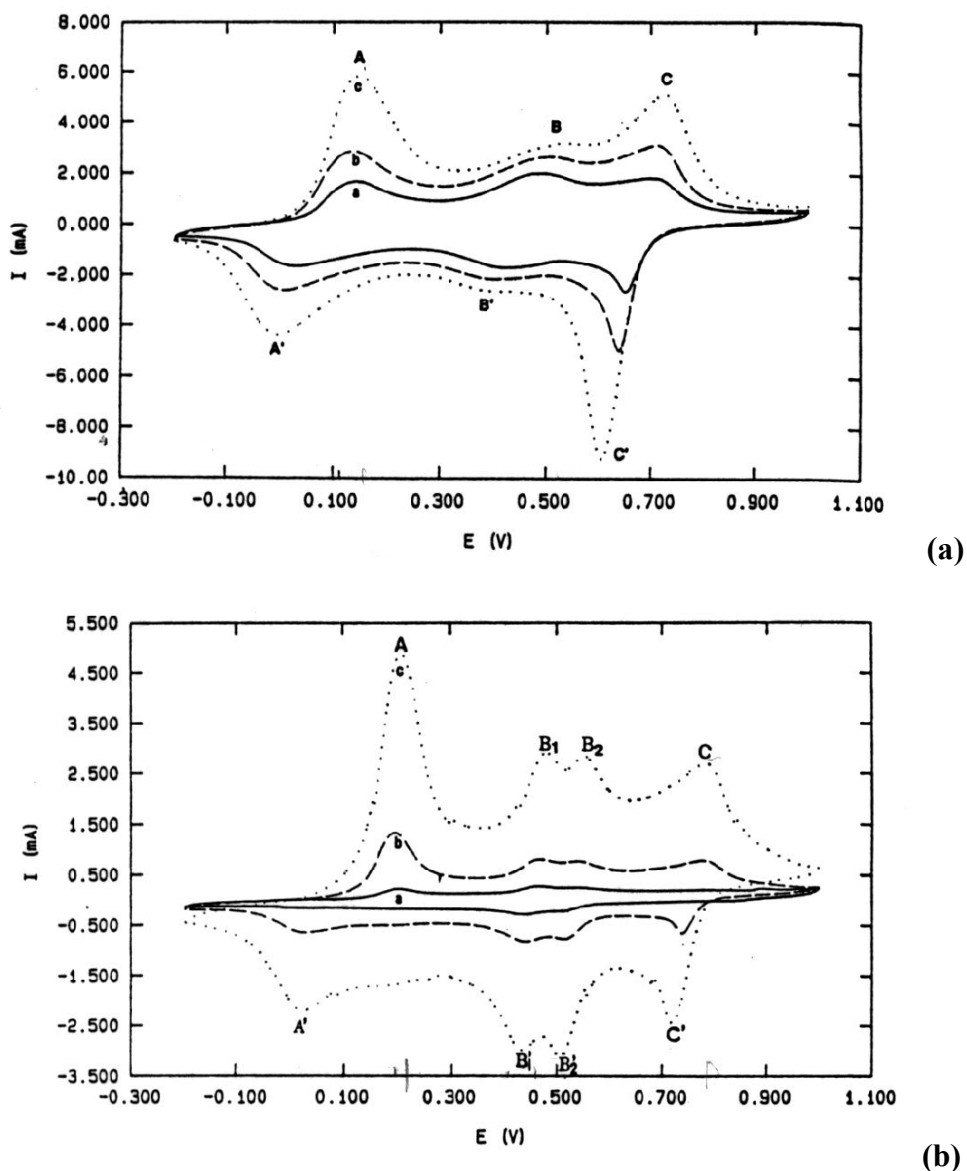 8.000
6.000
4.000
2.000
0.000
-2.000
-4.000
-6.000
-8.000
-10.00
I (mA)
A
c
b
a
B
C
A'
B'
C'
-0.300 -0.100 0.100 0.300 0.500 0.700 0.900 1.100
E (V)
(a)
5.500
4.500
3.500
2.500
1.500
0.500
-0.500
-1.500
-2.500
-3.500
I (mA)
A
c
b
a
B1 B2 C
A' B'1 B'2 C'
-0.300 -0.100 0.100 0.300 0.500 0.700 0.900 1.100
E (V)
(b)